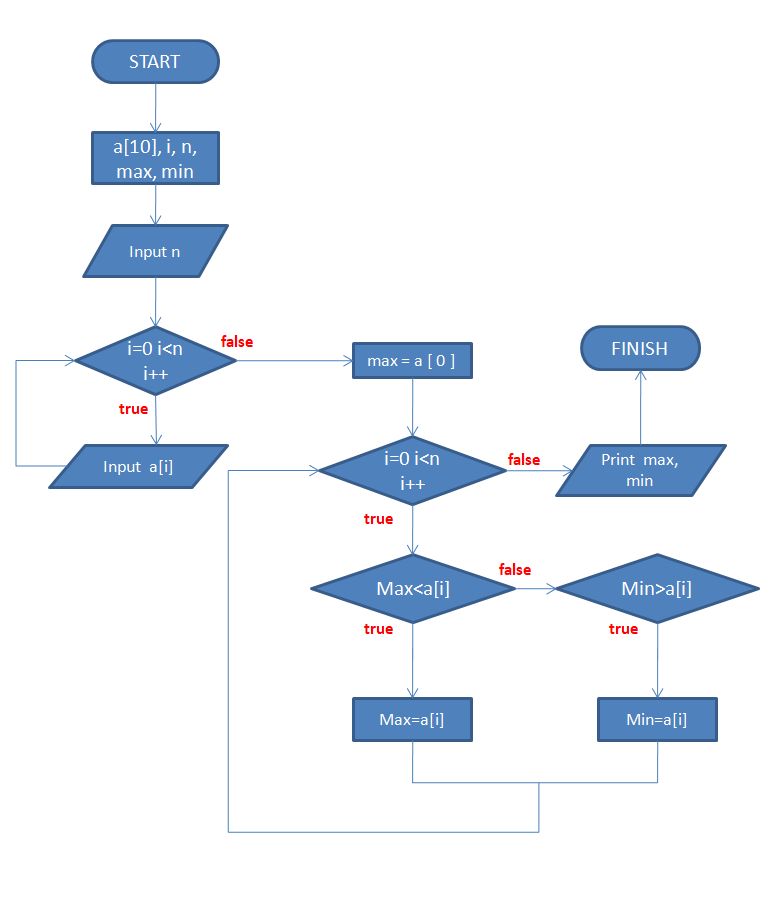 START
a[10], i, n,
max, min
Input n
i=0 i<n
i++
false
true
Input a[i]
max = a [ 0 ]
FINISH
i=0 i<n
i++
false
Print max,
min
true
Max<a[i]
false
Min>a[i]
true
true
Max=a[i]
Min=a[i]